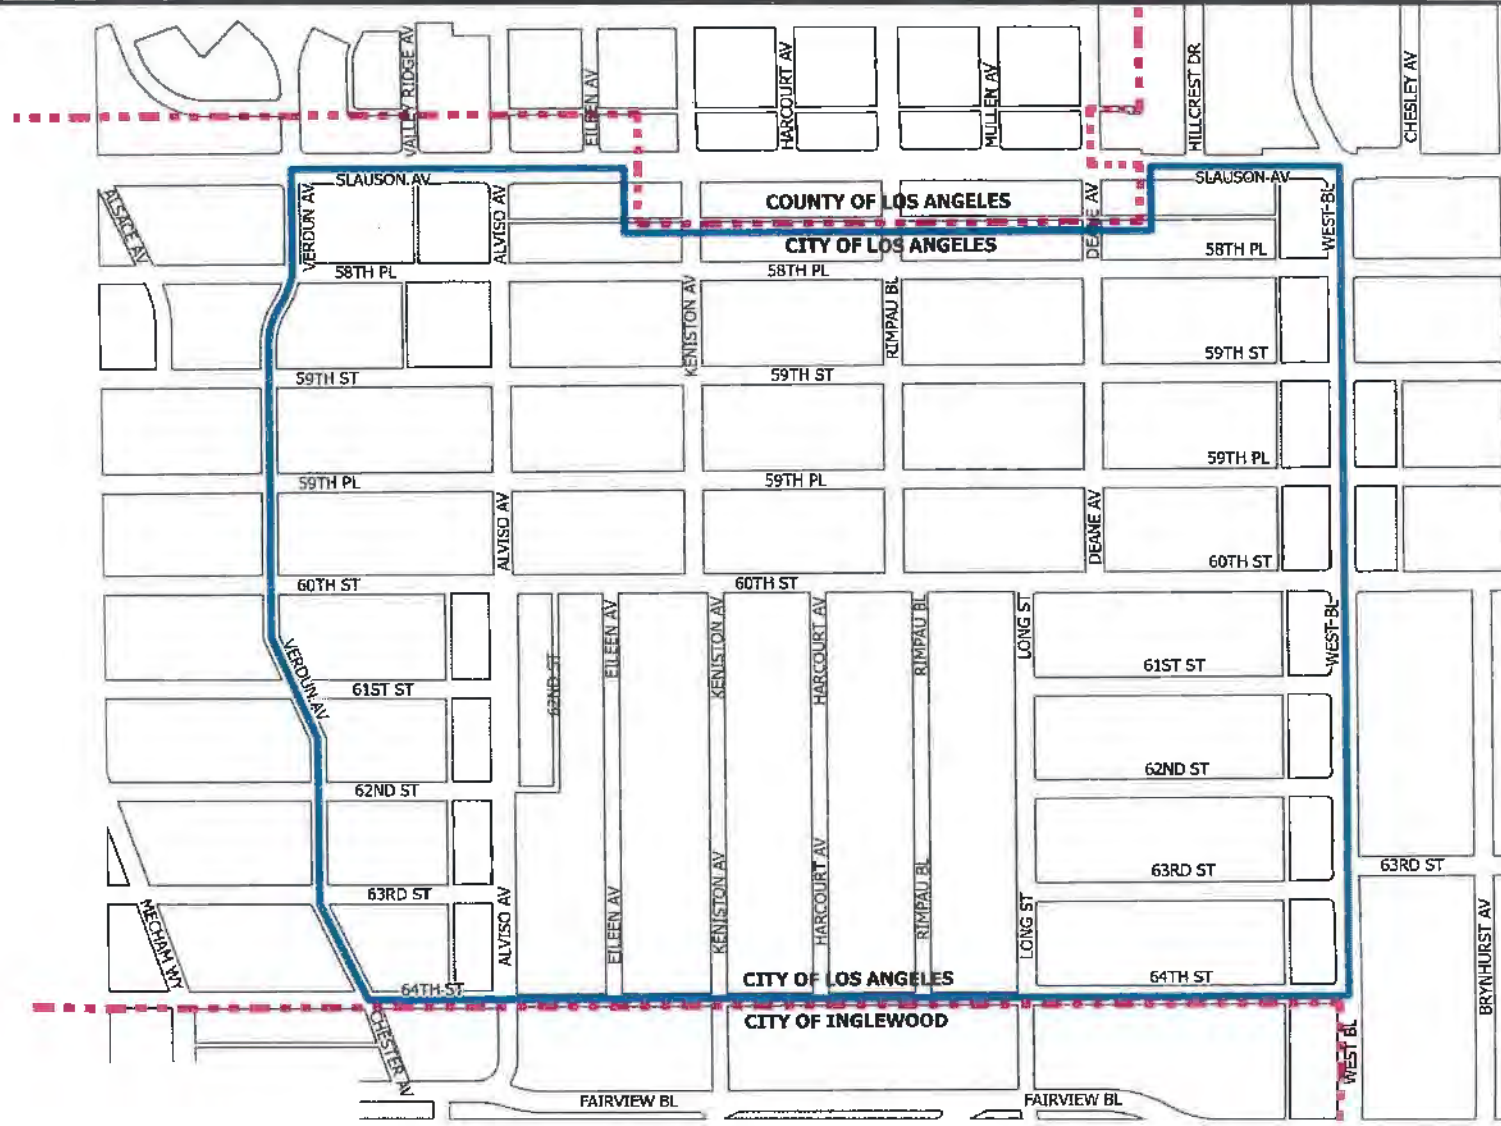 VALLEY RIDGE AV
EILEEN AV
HARCOURT AV
MULLEN AV
HILLCREST DR
CHESLEY AV
SLAUSON AV
SLAUSON AV
ALSACE AV
VERDUN AV
ALVISO AV
COUNTY OF LOS ANGELES
DEANE AV
WEST BL
CITY OF LOS ANGELES
58TH PL
58TH PL
58TH PL
KENISTON AV
RIMPAU BL
59TH ST
59TH ST
59TH ST
59TH PL
59TH PL
59TH PL
ALVISO AV
DEANE AV
60TH ST
60TH ST
60TH ST
VERDUN AV
62ND ST
EILEEN AV
KENISTON AV
HARCOURT AV
RIMPAU BL
LONG ST
WEST BL
61ST ST
61ST ST
62ND ST
62ND ST
63RD ST
63RD ST
63RD ST
MECHAM WY
ALVISO AV
EILEEN AV
KENISTON AV
HARCOURT AV
RIMPAU BL
LONG ST
BRYNHURST AV
64TH ST
CITY OF LOS ANGELES
64TH ST
CITY OF INGLEWOOD
CHESTER AV
WEST BL
FAIRVIEW BL
FAIRVIEW BL